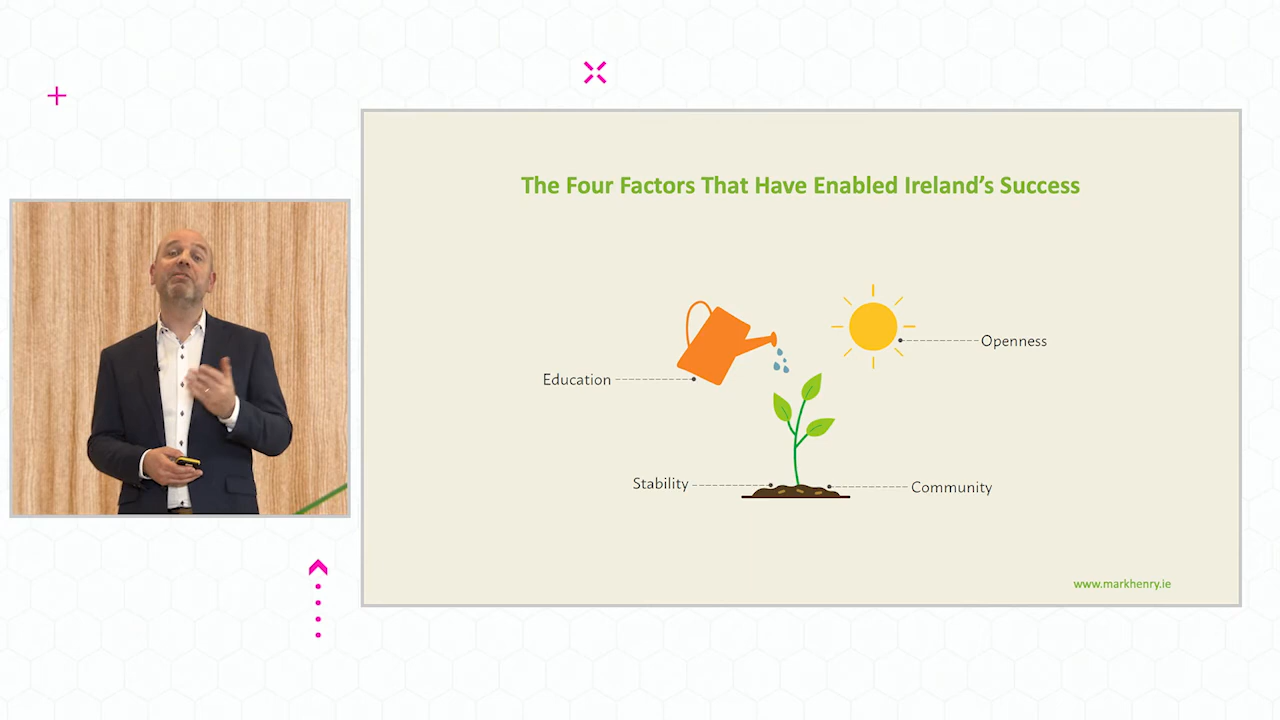 The Four Factors That Have Enabled Ireland’s Success
Openness
Education
Stability
Community
www.markhenry.ie